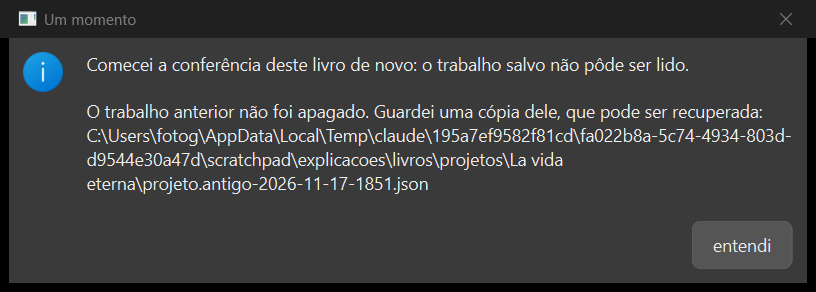 Um momento
Comecei a conferência deste livro de novo: o trabalho salvo não pôde ser lido.
O trabalho anterior não foi apagado. Guardei uma cópia dele, que pode ser recuperada:
C:\Users\fotog\AppData\Local\Temp\claude\195a7ef9582f81cd\fa022b8a-5c74-4934-803d-
d9544e30a47d\scratchpad\explicacoes\livros\projetos\La vida
eterna\projeto.antigo-2026-11-17-1851.json
entendi